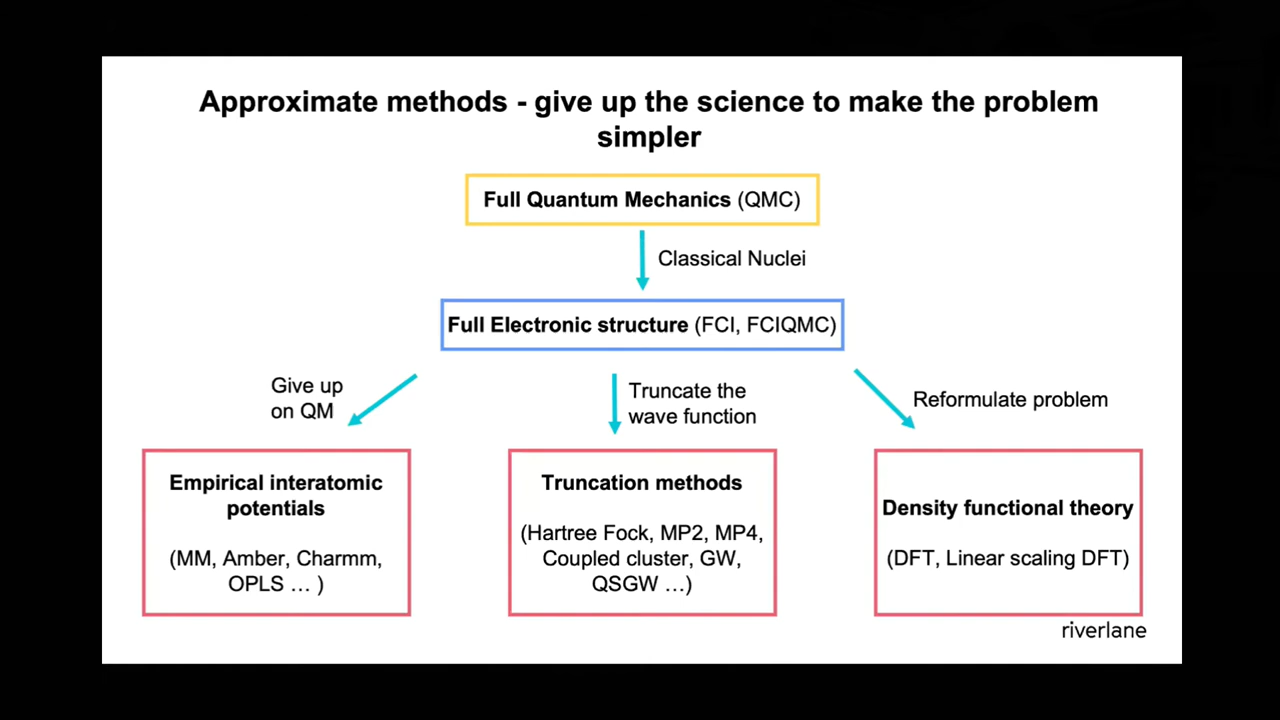 Approximate methods - give up the science to make the problem
simpler
Full Quantum Mechanics (QMC)
Classical Nuclei
Full Electronic structure (FCI, FCIQMC)
Give up
on QM
Truncate the
wave function
Reformulate problem
Empirical interatomic
potentials
(MM, Amber, Charmm,
OPLS … )
Truncation methods
(Hartree Fock, MP2, MP4,
Coupled cluster, GW,
QSGW …)
Density functional theory
(DFT, Linear scaling DFT)
riverlane